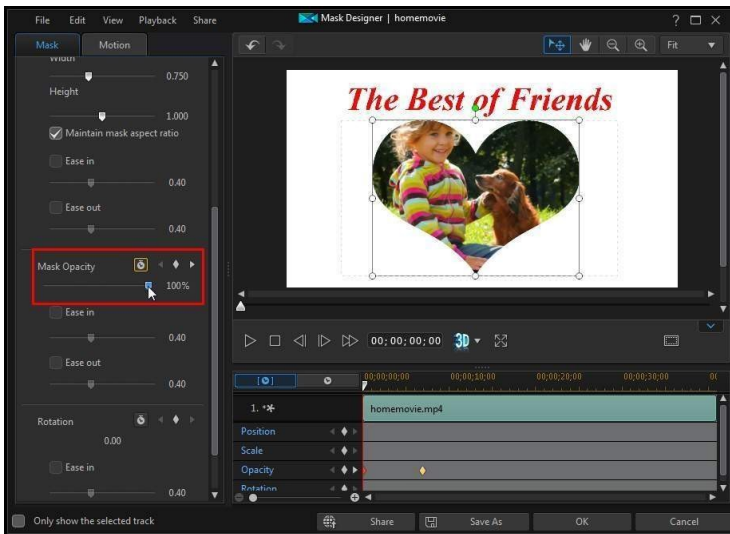 File Edit View Playback Share
Mask Designer | homemovie
Mask Motion
Fit
Width
0.750
Height
1.000
Maintain mask aspect ratio
Ease in
0.40
Ease out
0.40
Mask Opacity
100%
Ease in
0.40
Ease out
0.40
Rotation
0.00
Ease in
0.40
The Best of Friends
00;00;00;00 3D
00;00;00;00 00;00;10;00 00;00;20;00 00;00;30;00 00
1.
homemovie.mp4
Position
Scale
Opacity
Rotation
Only show the selected track
Share Save As OK Cancel